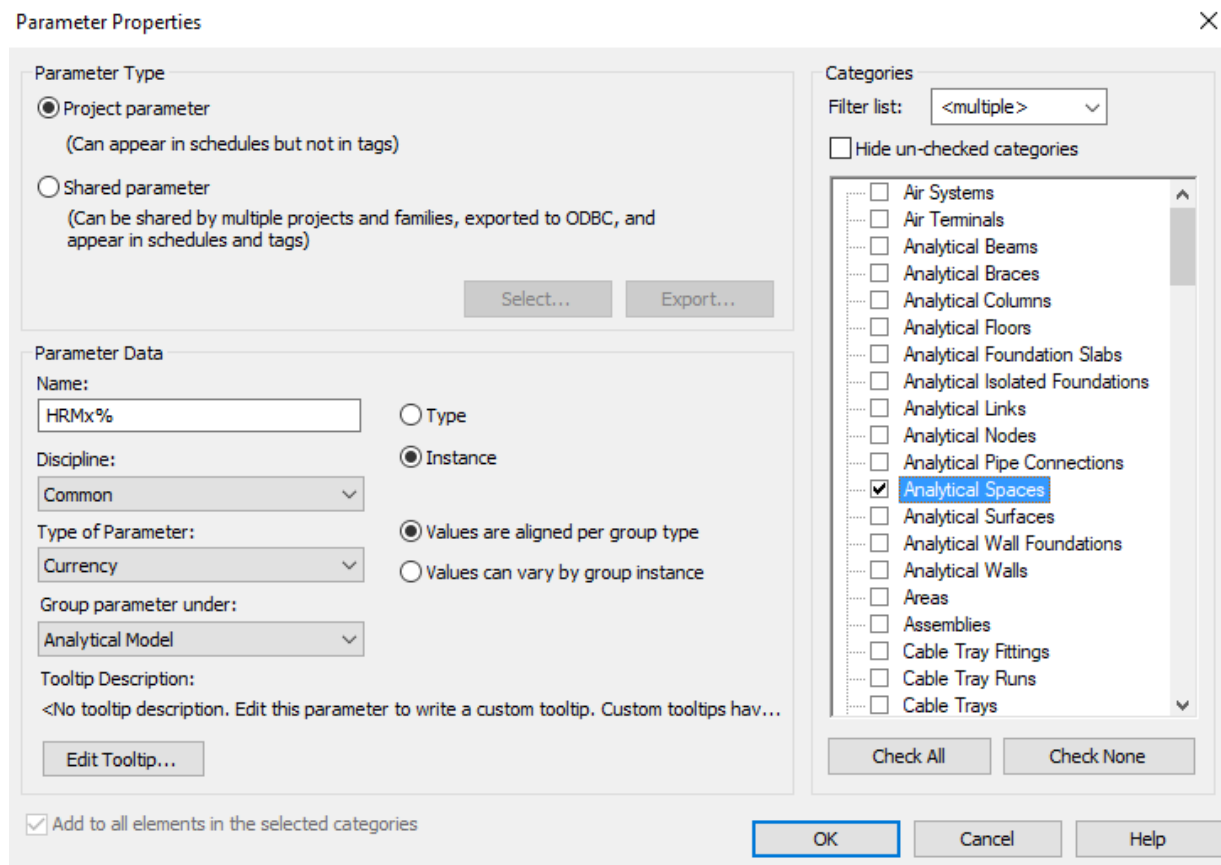 Parameter Properties
Parameter Type
Project parameter
(Can appear in schedules but not in tags)
Shared parameter
(Can be shared by multiple projects and families, exported to ODBC, and
appear in schedules and tags)
Select...
Export...
Parameter Data
Name:
HRMx%
Type
Discipline:
Instance
Common
Type of Parameter:
Values are aligned per group type
Currency
Values can vary by group instance
Group parameter under:
Analytical Model
Tooltip Description:
<No tooltip description. Edit this parameter to write a custom tooltip. Custom tooltips hav...
Edit Tooltip...
Add to all elements in the selected categories
Categories
Filter list:
<multiple>
Hide un-checked categories
Air Systems
Air Terminals
Analytical Beams
Analytical Braces
Analytical Columns
Analytical Floors
Analytical Foundation Slabs
Analytical Isolated Foundations
Analytical Links
Analytical Nodes
Analytical Pipe Connections
Analytical Spaces
Analytical Surfaces
Analytical Wall Foundations
Analytical Walls
Areas
Assemblies
Cable Tray Fittings
Cable Tray Runs
Cable Trays
Check All
Check None
OK
Cancel
Help